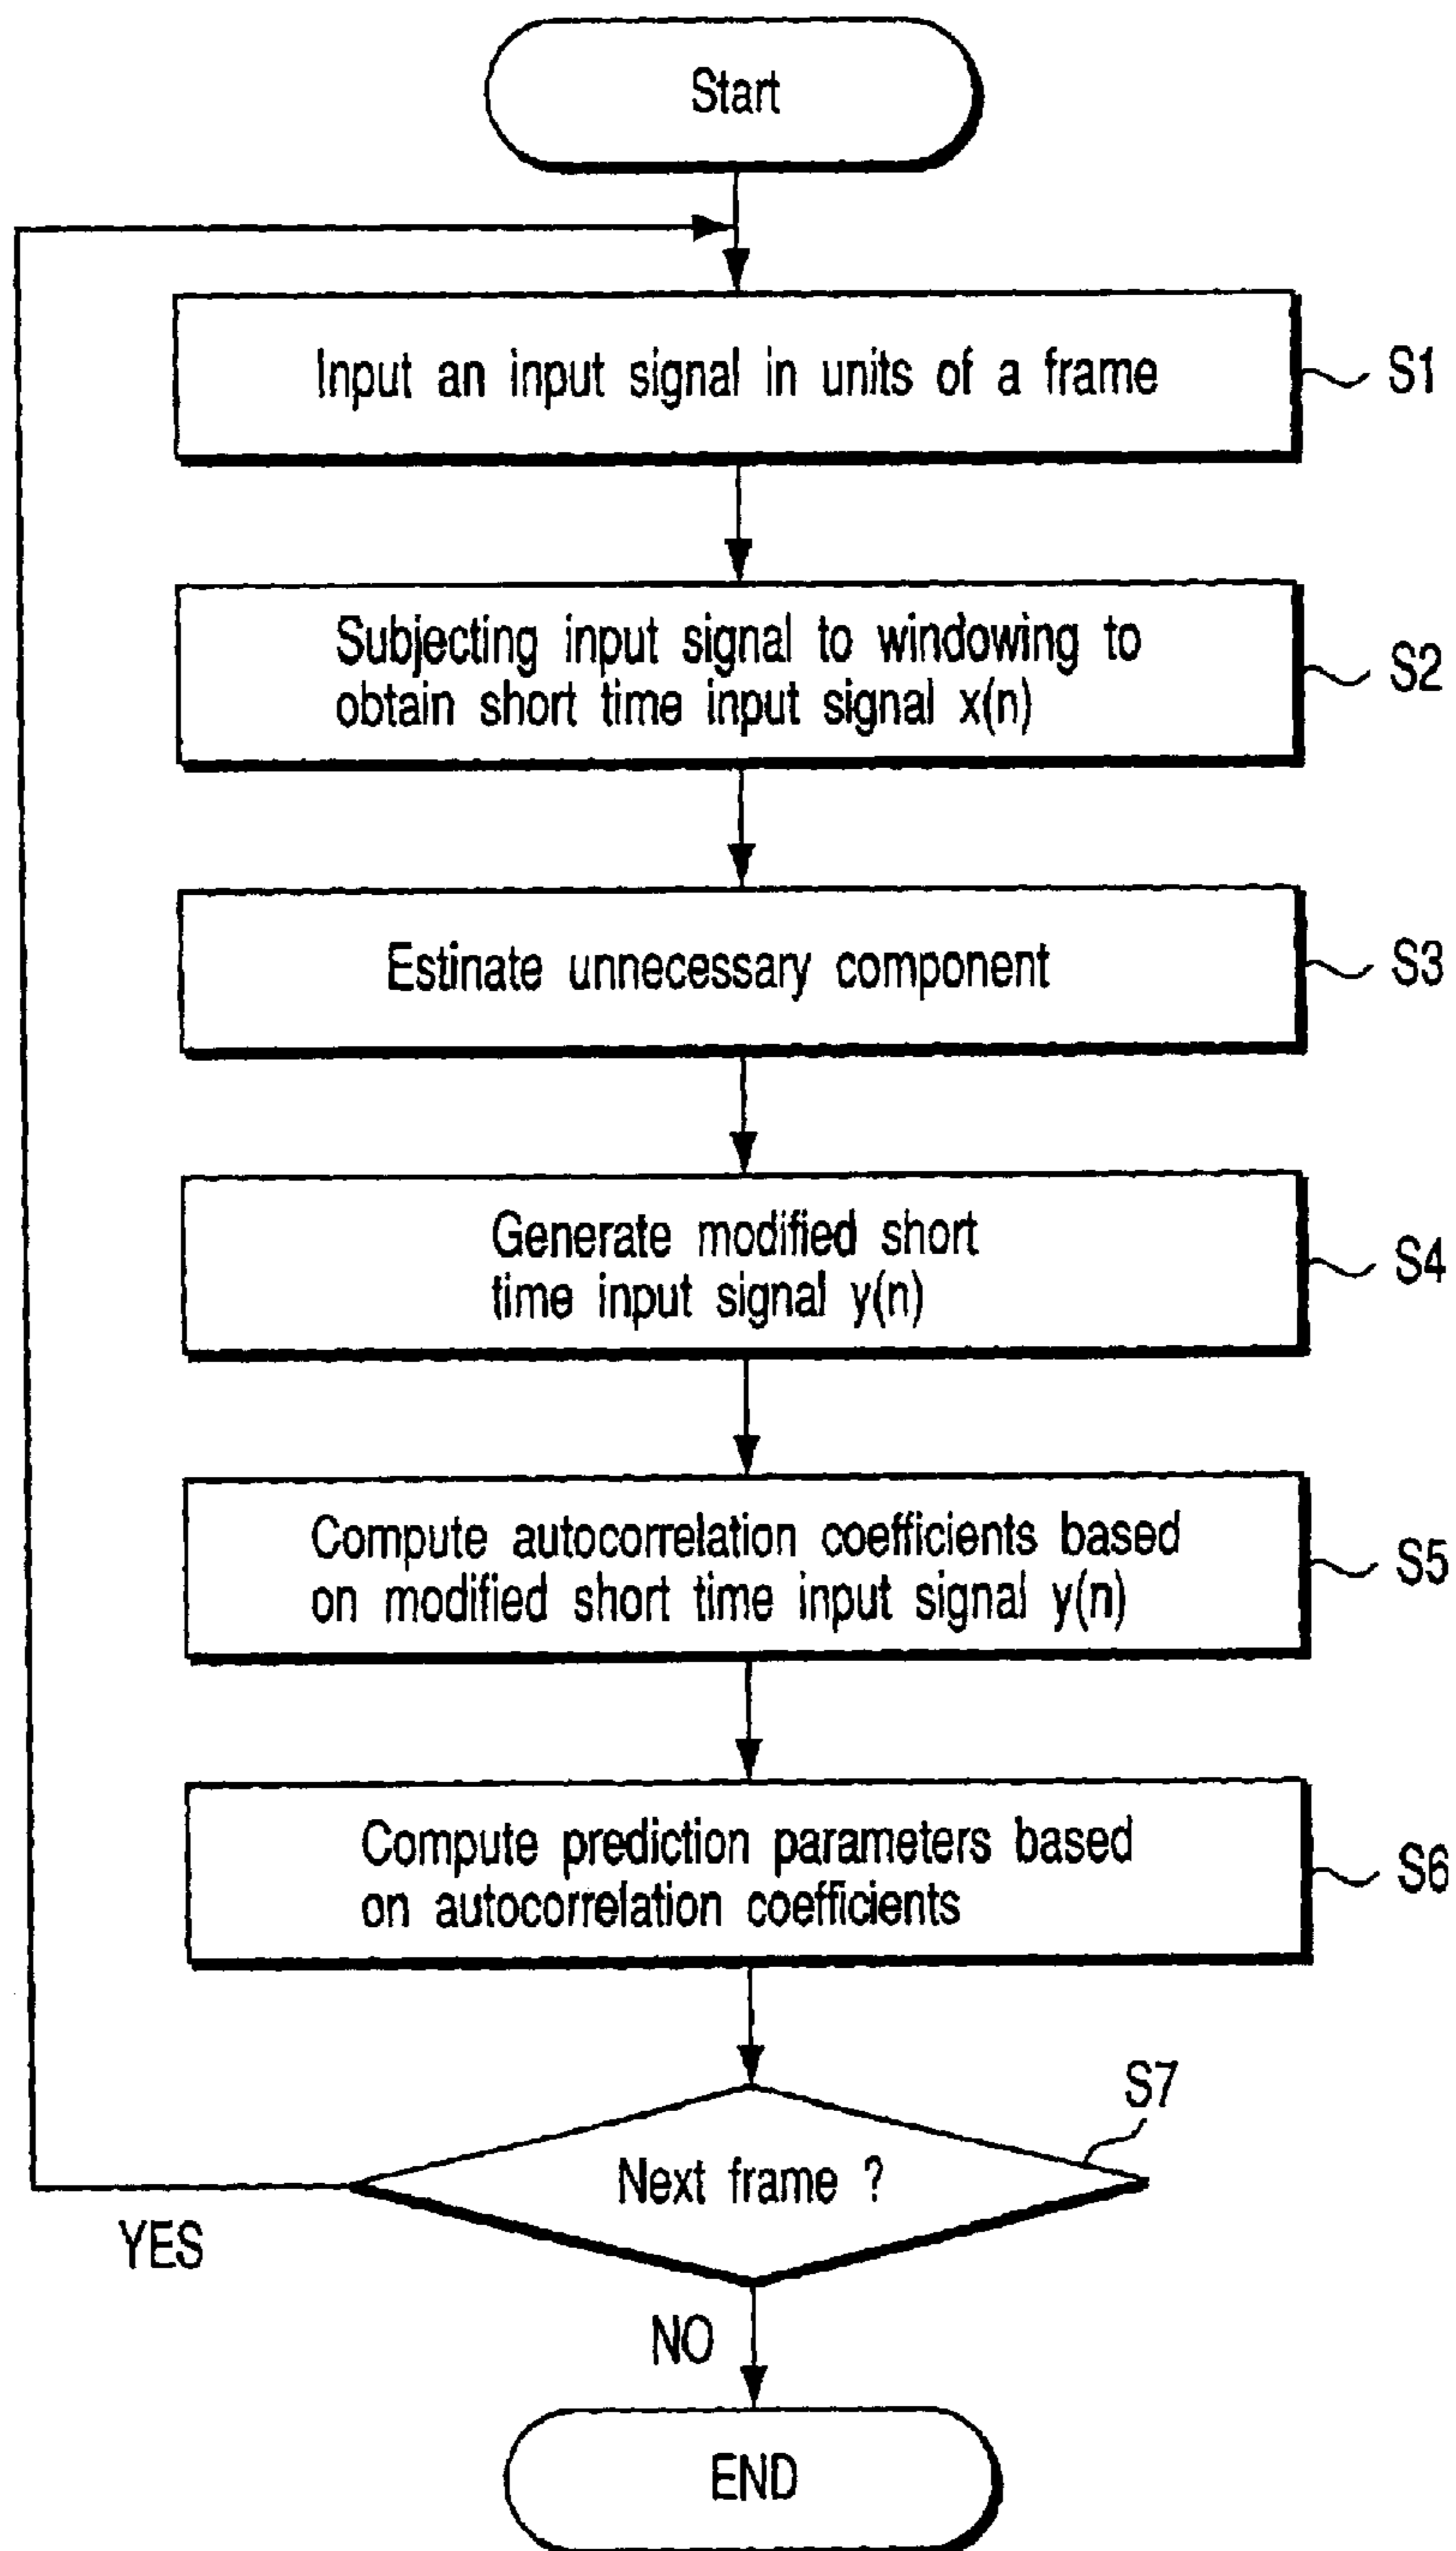 Start
Input an input signal in units of a frame
S1
Subjecting input signal to windowing to
obtain short time input signal x(n)
S2
Estinate unnecessary component
S3
Generate modified short
time input signal y(n)
S4
Compute autocorrelation coefficients based
on modified short time input signal y(n)
S5
Compute prediction parameters based
on autocorrelation coefficients
S6
S7
Next frame ?
YES
NO
END